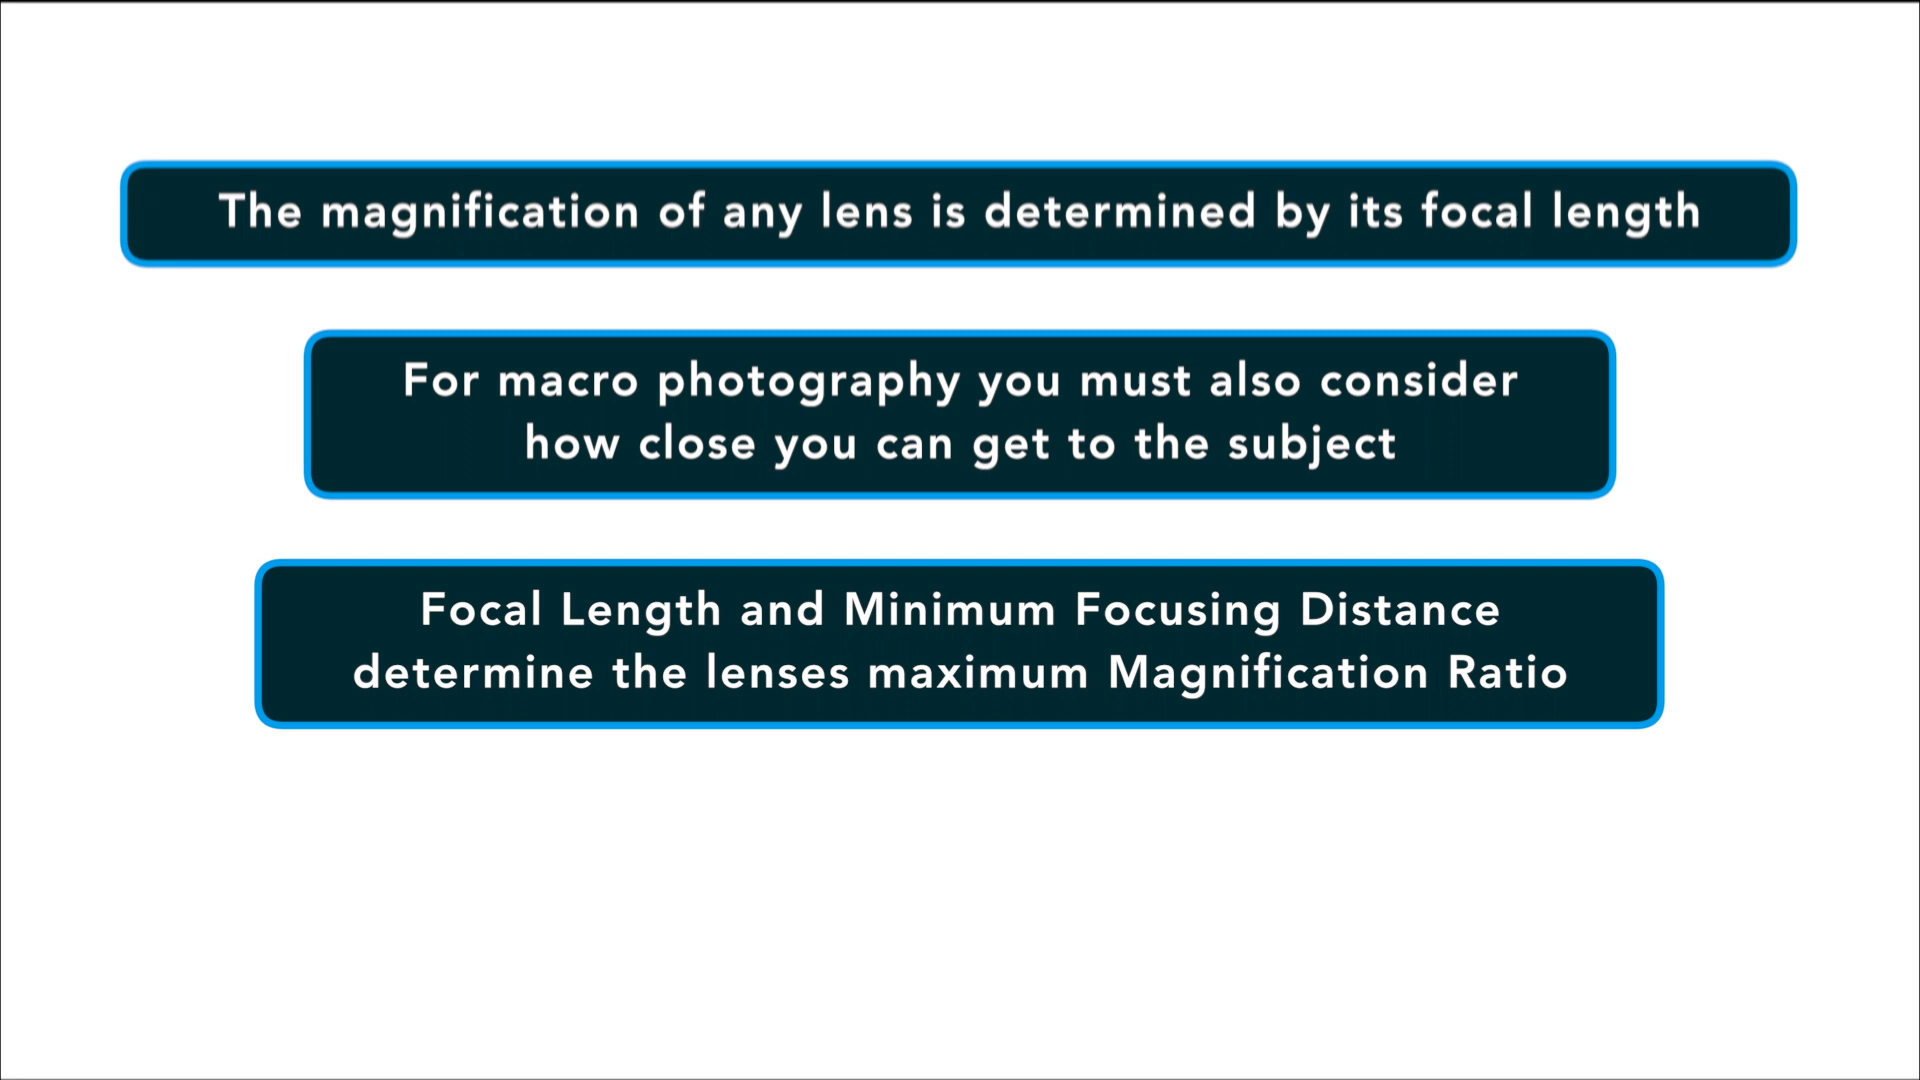 The magnification of any lens is determined by its focal length
For macro photography you must also consider
how close you can get to the subject
Focal Length and Minimum Focusing Distance
determine the lenses maximum Magnification Ratio